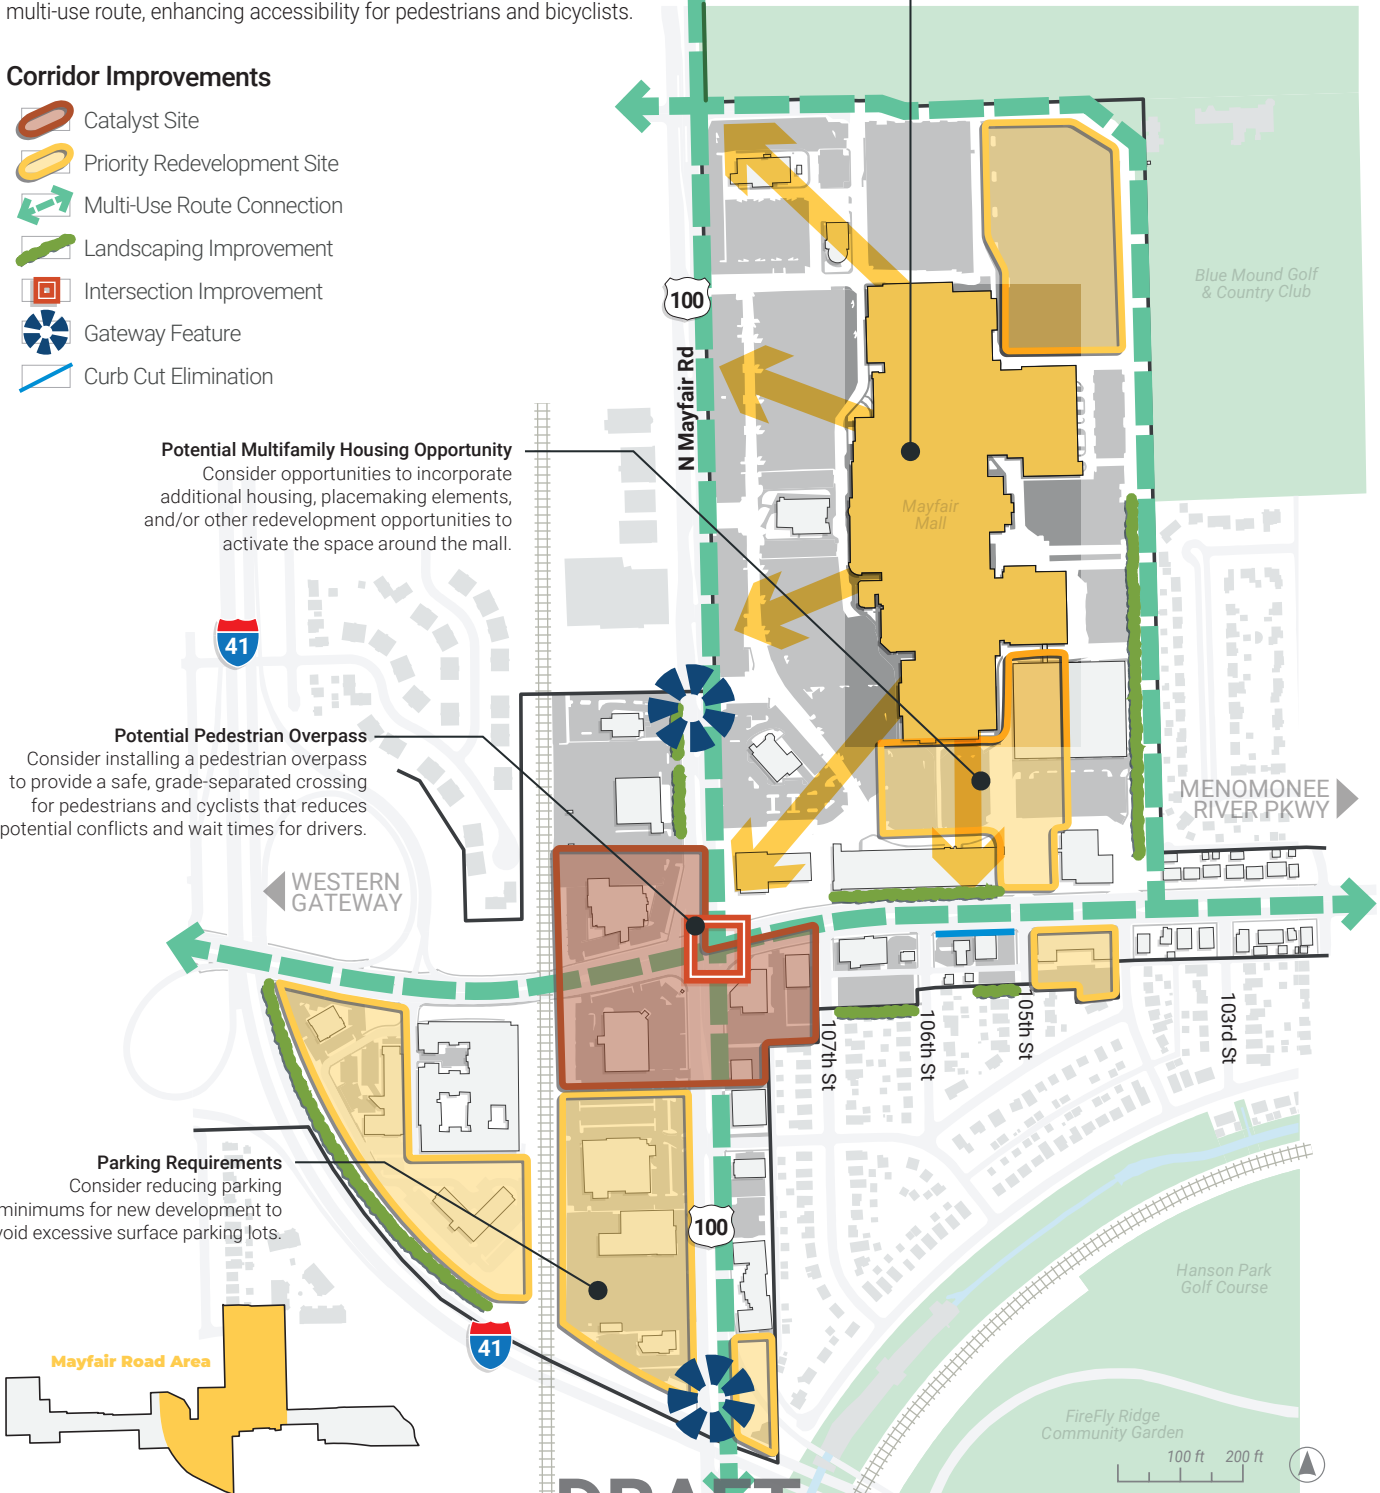 multi-use route, enhancing accessibility for pedestrians and bicyclists.
Corridor Improvements
Catalyst Site
Priority Redevelopment Site
Multi-Use Route Connection
Landscaping Improvement
Intersection Improvement
Gateway Feature
Curb Cut Elimination
Blue Mound Golf
& Country Club
100
N Mayfair Rd
Potential Multifamily Housing Opportunity
Consider opportunities to incorporate
additional housing, placemaking elements,
and/or other redevelopment opportunities to
activate the space around the mall.
Mayfair
Mall
41
Potential Pedestrian Overpass
Consider installing a pedestrian overpass
to provide a safe, grade-separated crossing
for pedestrians and cyclists that reduces
potential conflicts and wait times for drivers.
MENOMONEE
RIVER PKWY
WESTERN
GATEWAY
107th St
106th St
105th St
103rd St
Parking Requirements
Consider reducing parking
minimums for new development to
void excessive surface parking lots.
100
Hanson Park
Golf Course
41
Mayfair Road Area
FireFly Ridge
Community Garden
100 ft 200 ft
DRAFT